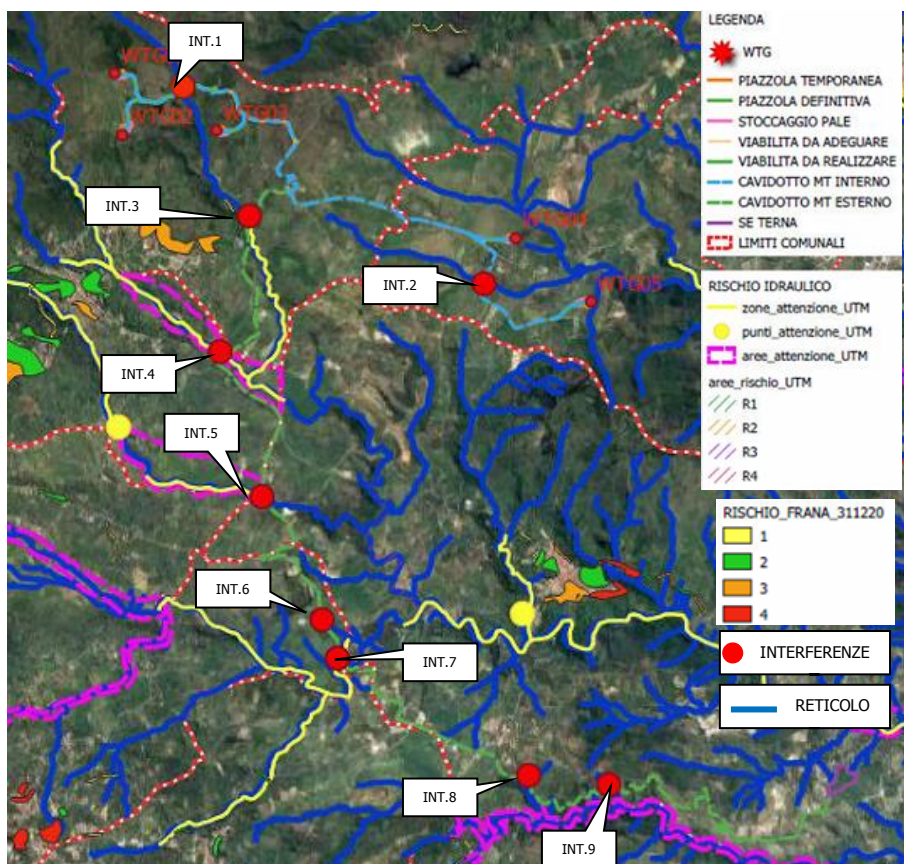 INT.1
INT.3
WTG02
WTG03
INT.2
WTG05
INT.4
INT.5
INT.6
INT.7
INT.8
INT.9
LEGENDA
WTG
PIAZZOLA TEMPORANEA
PIAZZOLA DEFINITIVA
STOCCAGGIO PALE
VIABILITA DA ADEGUARE
VIABILITA DA REALIZZARE
CAVIDOTTO MT INTERNO
CAVIDOTTO MT ESTERNO
SE TERNA
LIMITI COMUNALI
RISCHIO IDRAULICO
zone_attenzione_UTM
punti_attenzione_UTM
aree_attenzione_UTM
aree_rischio_UTM
R1
R2
R3
R4
RISCHIO_FRANA_311220
1
2
3
4
INTERFERENZE
RETICOLO